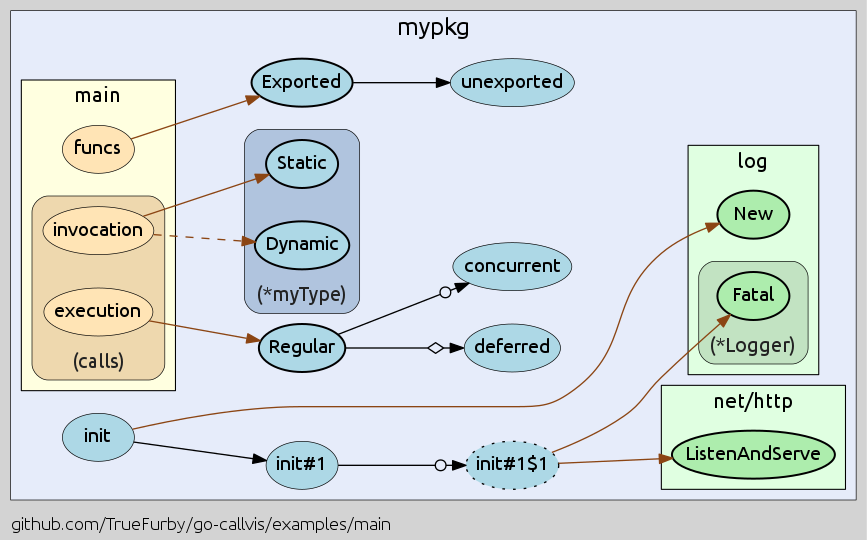 mypkg
main
funcs
invocation
execution
(calls)
init
Exported
unexported
Static
Dynamic
(*myType)
Regular
concurrent
deferred
init#1
init#1$1
log
New
Fatal
(*Logger)
net/http
ListenAndServe
github.com/TrueFurby/go-callvis/examples/main